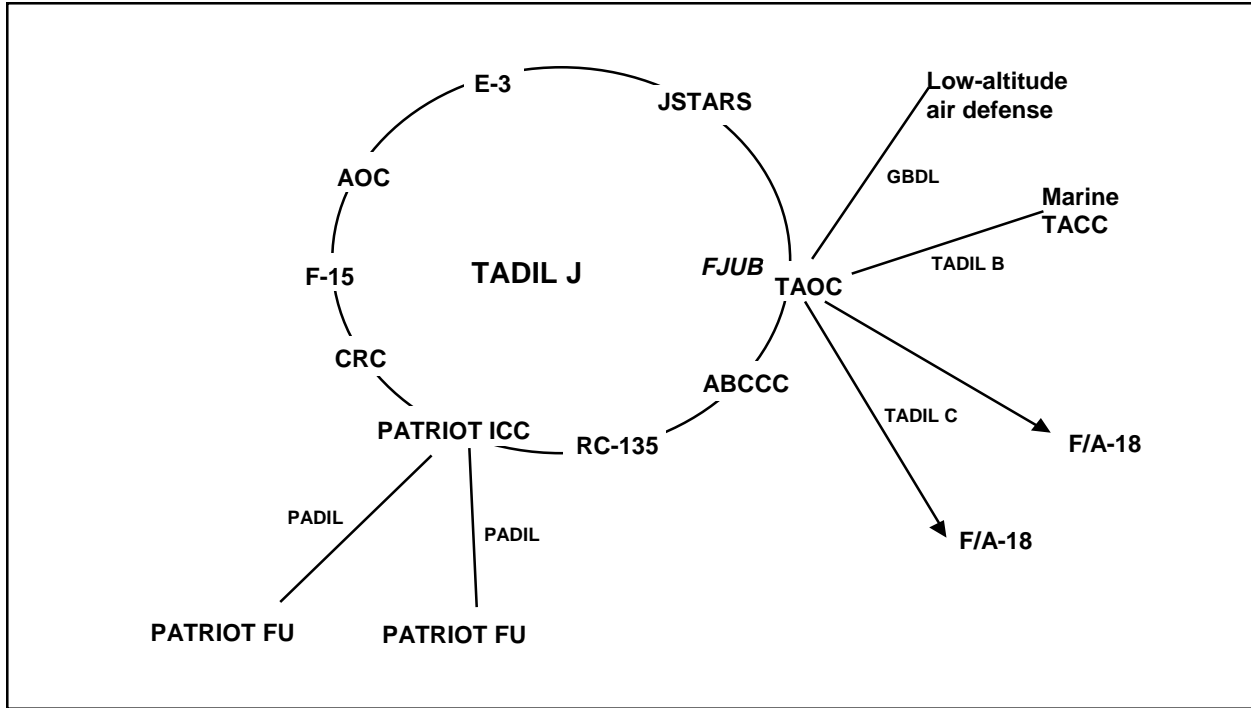 E-3
JSTARS
Low-altitude
air defense
AOC
GBDL
Marine
TACC
F-15
TADIL J
FJUB
TAOC
TADIL B
CRC
ABCCC
TADIL C
PATRIOT ICC
RC-135
F/A-18
PADIL
PADIL
F/A-18
PATRIOT FU
PATRIOT FU